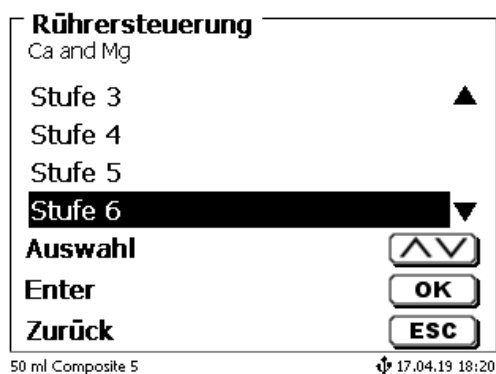 Rührersteuerung
Ca and Mg
Stufe 3
Stufe 4
Stufe 5
Stufe 6
Auswahl
Enter OK
Zurück ESC
50 ml Composite 5 17.04.19 18:20